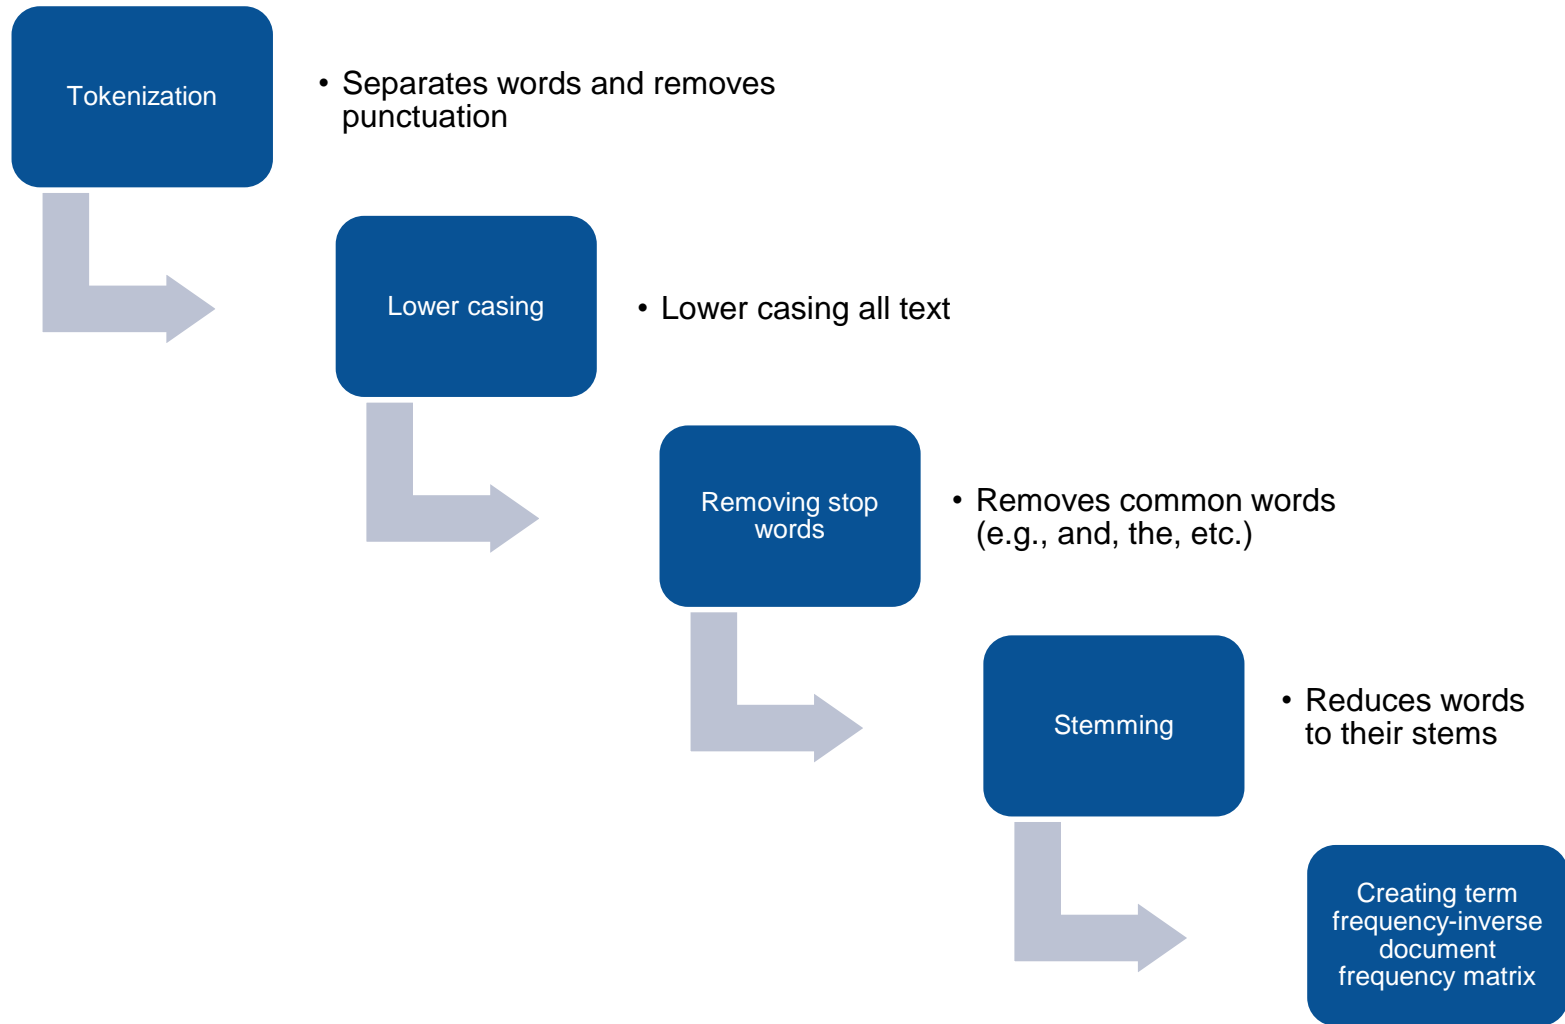 Tokenization
• Separates words and removes
punctuation
Lower casing
• Lower casing all text
Removing stop
words
• Removes common words
(e.g., and, the, etc.)
Stemming
• Reduces words
to their stems
Creating term
frequency-inverse
document
frequency matrix